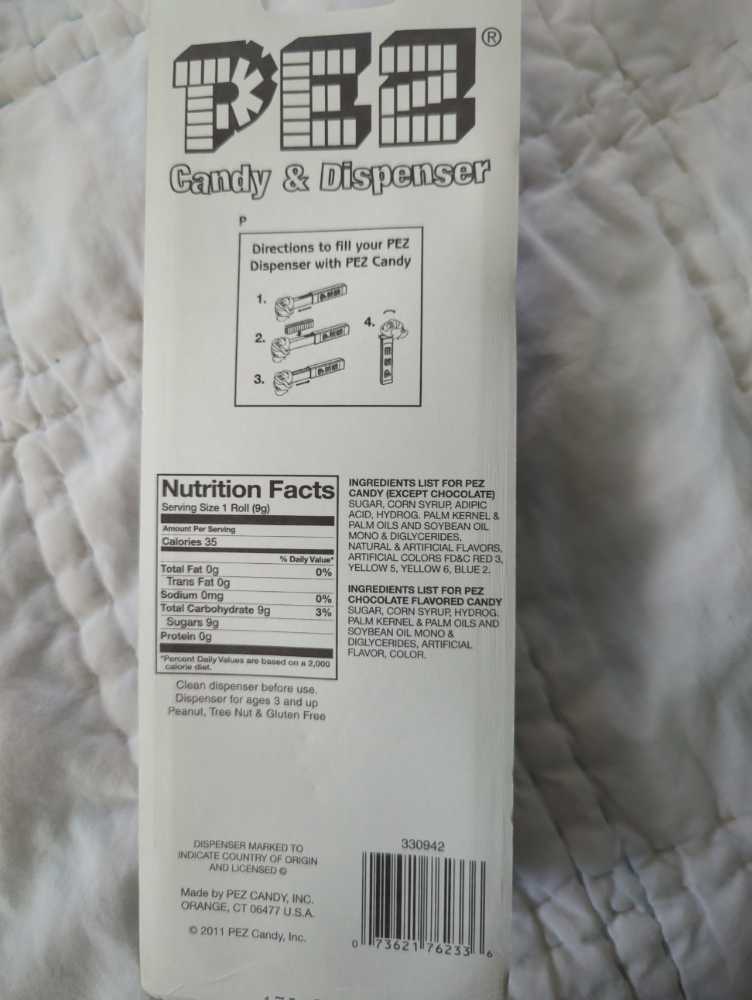 PEZ®
Candy & Dispenser
P
Directions to fill your PEZ
Dispenser with PEZ Candy
1.
2.
3.
4.
Nutrition Facts
Serving Size 1 Roll (9g)
Amount Per Serving
Calories 35
% Daily Value*
Total Fat 0g 0%
Trans Fat 0g
Sodium 0mg 0%
Total Carbohydrate 9g 3%
Sugars 9g
Protein 0g
*Percent Daily Values are based on a 2,000
calorie diet.
Clean dispenser before use.
Dispenser for ages 3 and up
Peanut, Tree Nut & Gluten Free
INGREDIENTS LIST FOR PEZ
CANDY (EXCEPT CHOCOLATE)
SUGAR, CORN SYRUP, ADIPIC
ACID, HYDROG. PALM KERNEL &
PALM OILS AND SOYBEAN OIL
MONO & DIGLYCERIDES,
NATURAL & ARTIFICIAL FLAVORS,
ARTIFICIAL COLORS FD&C RED 3,
YELLOW 5, YELLOW 6, BLUE 2.
INGREDIENTS LIST FOR PEZ
CHOCOLATE FLAVORED CANDY
SUGAR, CORN SYRUP, HYDROG.
PALM KERNEL & PALM OILS AND
SOYBEAN OIL MONO &
DIGLYCERIDES, ARTIFICIAL
FLAVOR, COLOR.
DISPENSER MARKED TO
INDICATE COUNTRY OF ORIGIN
AND LICENSED ©
Made by PEZ CANDY, INC.
ORANGE, CT 06477 U.S.A.
© 2011 PEZ Candy, Inc.
330942
0 73621 76233 6